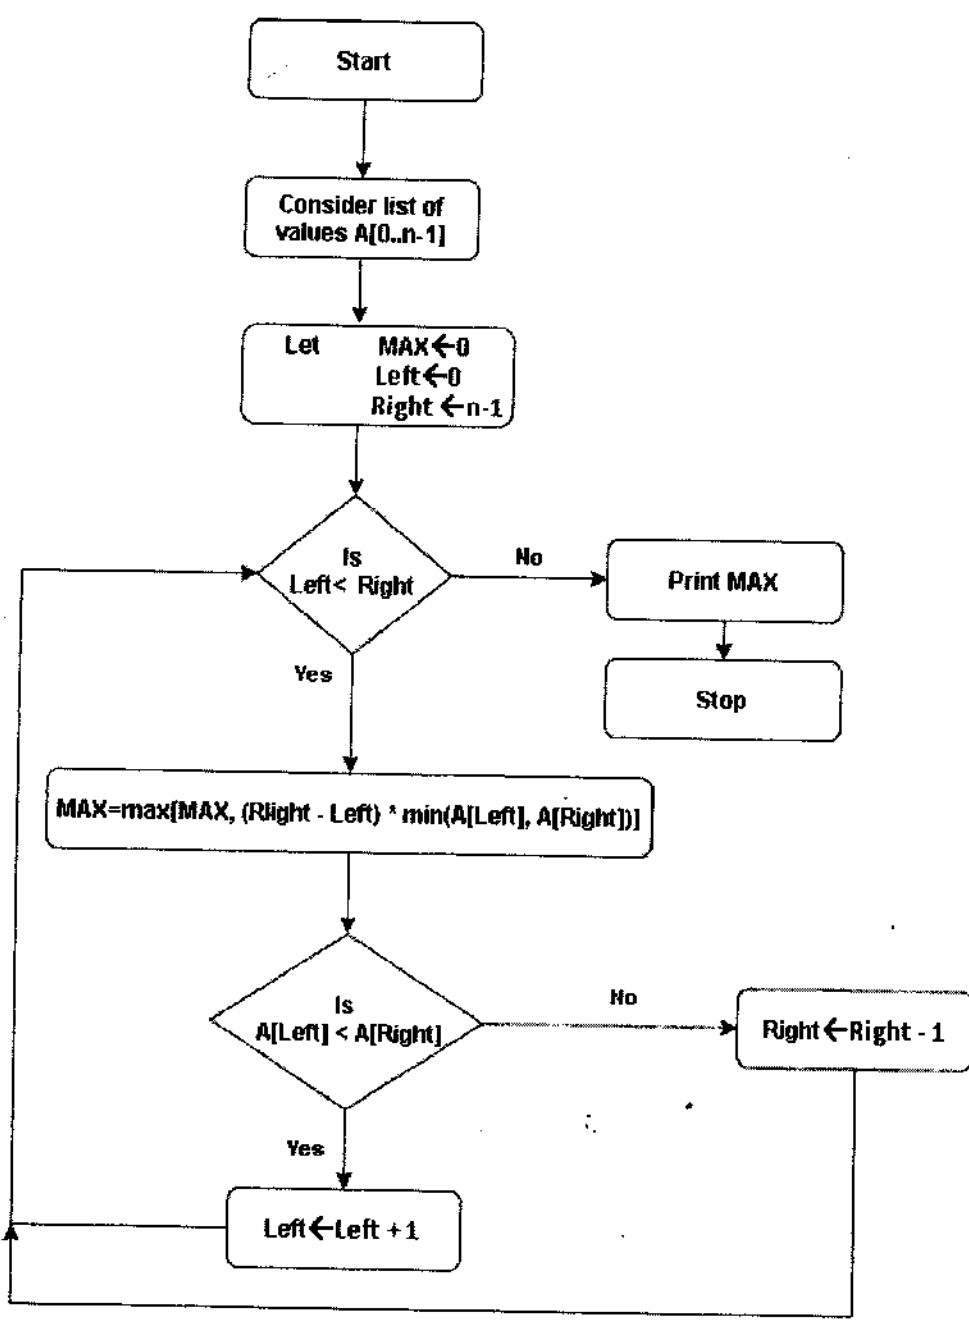 Start
Consider list of
values A[0..n-1]
Let MAX←0
Left←0
Right ←n-1
Is
Left< Right
No
Print MAX
Stop
Yes
MAX=max[MAX, (RIight - Left) * min(A[Left], A[Right])]
Is
A[Left] < A[Right]
No
Right←Right - 1
Yes
Left←Left + 1